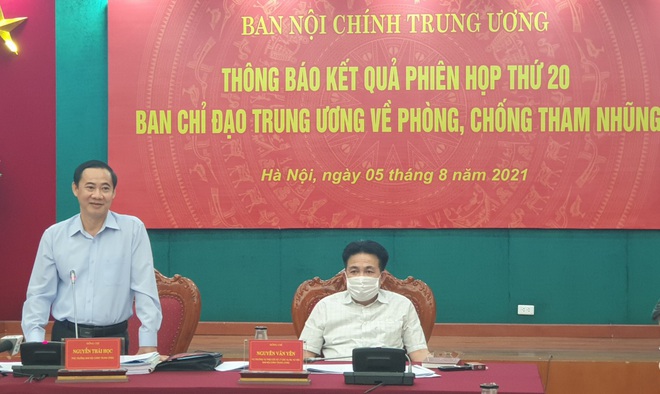 BAN NỘI CHÍNH TRUNG ƯƠNG
THÔNG BÁO KẾT QUẢ PHIÊN HỌP THỨ 20
BAN CHỈ ĐẠO TRUNG ƯƠNG VỀ PHÒNG, CHỐNG THAM NHŨNG
Hà Nội, ngày 05 tháng 8 năm 2021
NGUYỄN THÁI HỌC
NGUYỄN VĂN YÊN